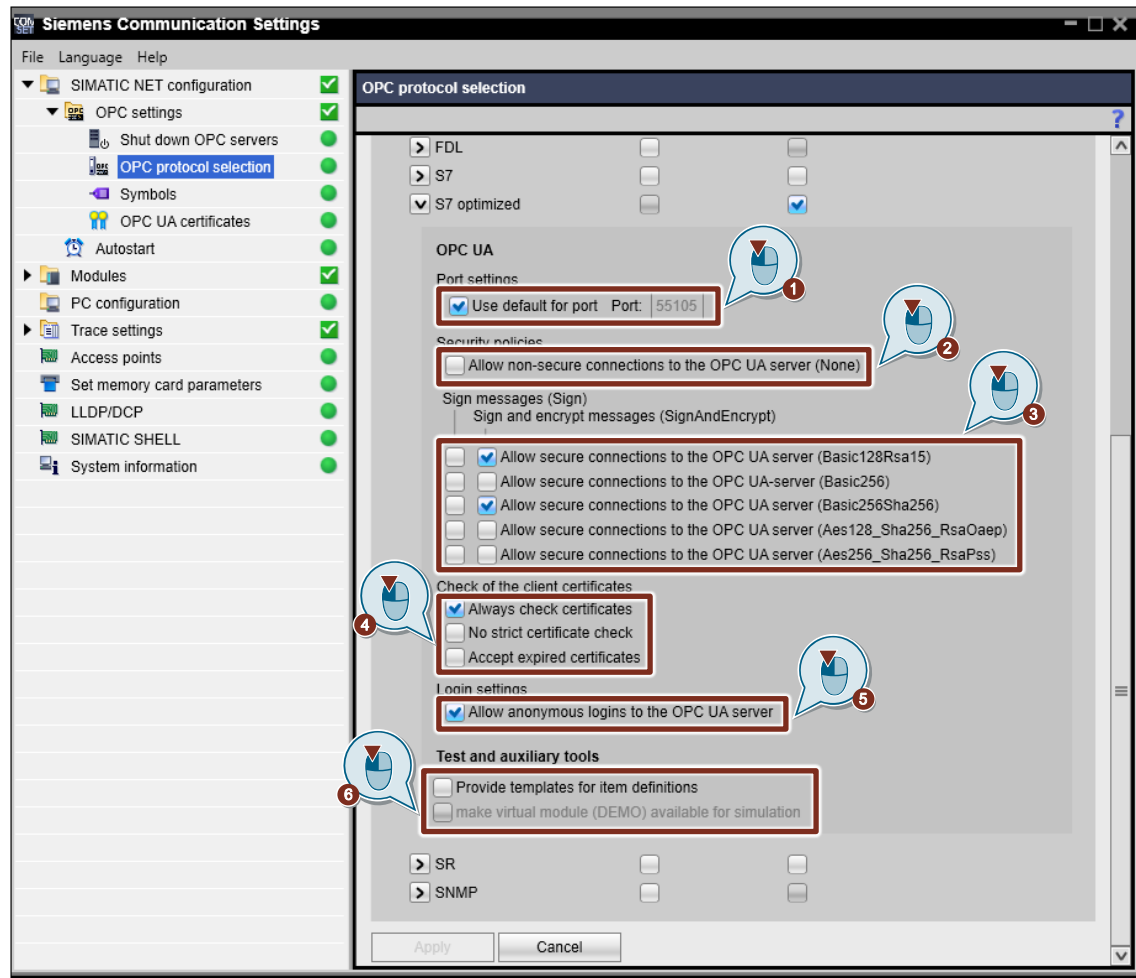 CON SET Siemens Communication Settings
File Language Help
SIMATIC NET configuration
OPC settings
Shut down OPC servers
OPC protocol selection
Symbols
OPC UA certificates
Autostart
Modules
PC configuration
Trace settings
Access points
Set memory card parameters
LLDP/DCP
SIMATIC SHELL
System information
OPC protocol selection
?
FDL
S7
S7 optimized
OPC UA
Port settings
1
Use default for port Port: 55105
Security policies
2
Allow non-secure connections to the OPC UA server (None)
Sign messages (Sign)
3
Sign and encrypt messages (SignAndEncrypt)
Allow secure connections to the OPC UA server (Basic128Rsa15)
Allow secure connections to the OPC UA-server (Basic256)
Allow secure connections to the OPC UA server (Basic256Sha256)
Allow secure connections to the OPC UA server (Aes128_Sha256_RsaOaep)
Allow secure connections to the OPC UA server (Aes256_Sha256_RsaPss)
Check of the client certificates
4
Always check certificates
No strict certificate check
Accept expired certificates
Login settings
5
Allow anonymous logins to the OPC UA server
Test and auxiliary tools
6
Provide templates for item definitions
make virtual module (DEMO) available for simulation
SR
SNMP
Apply Cancel